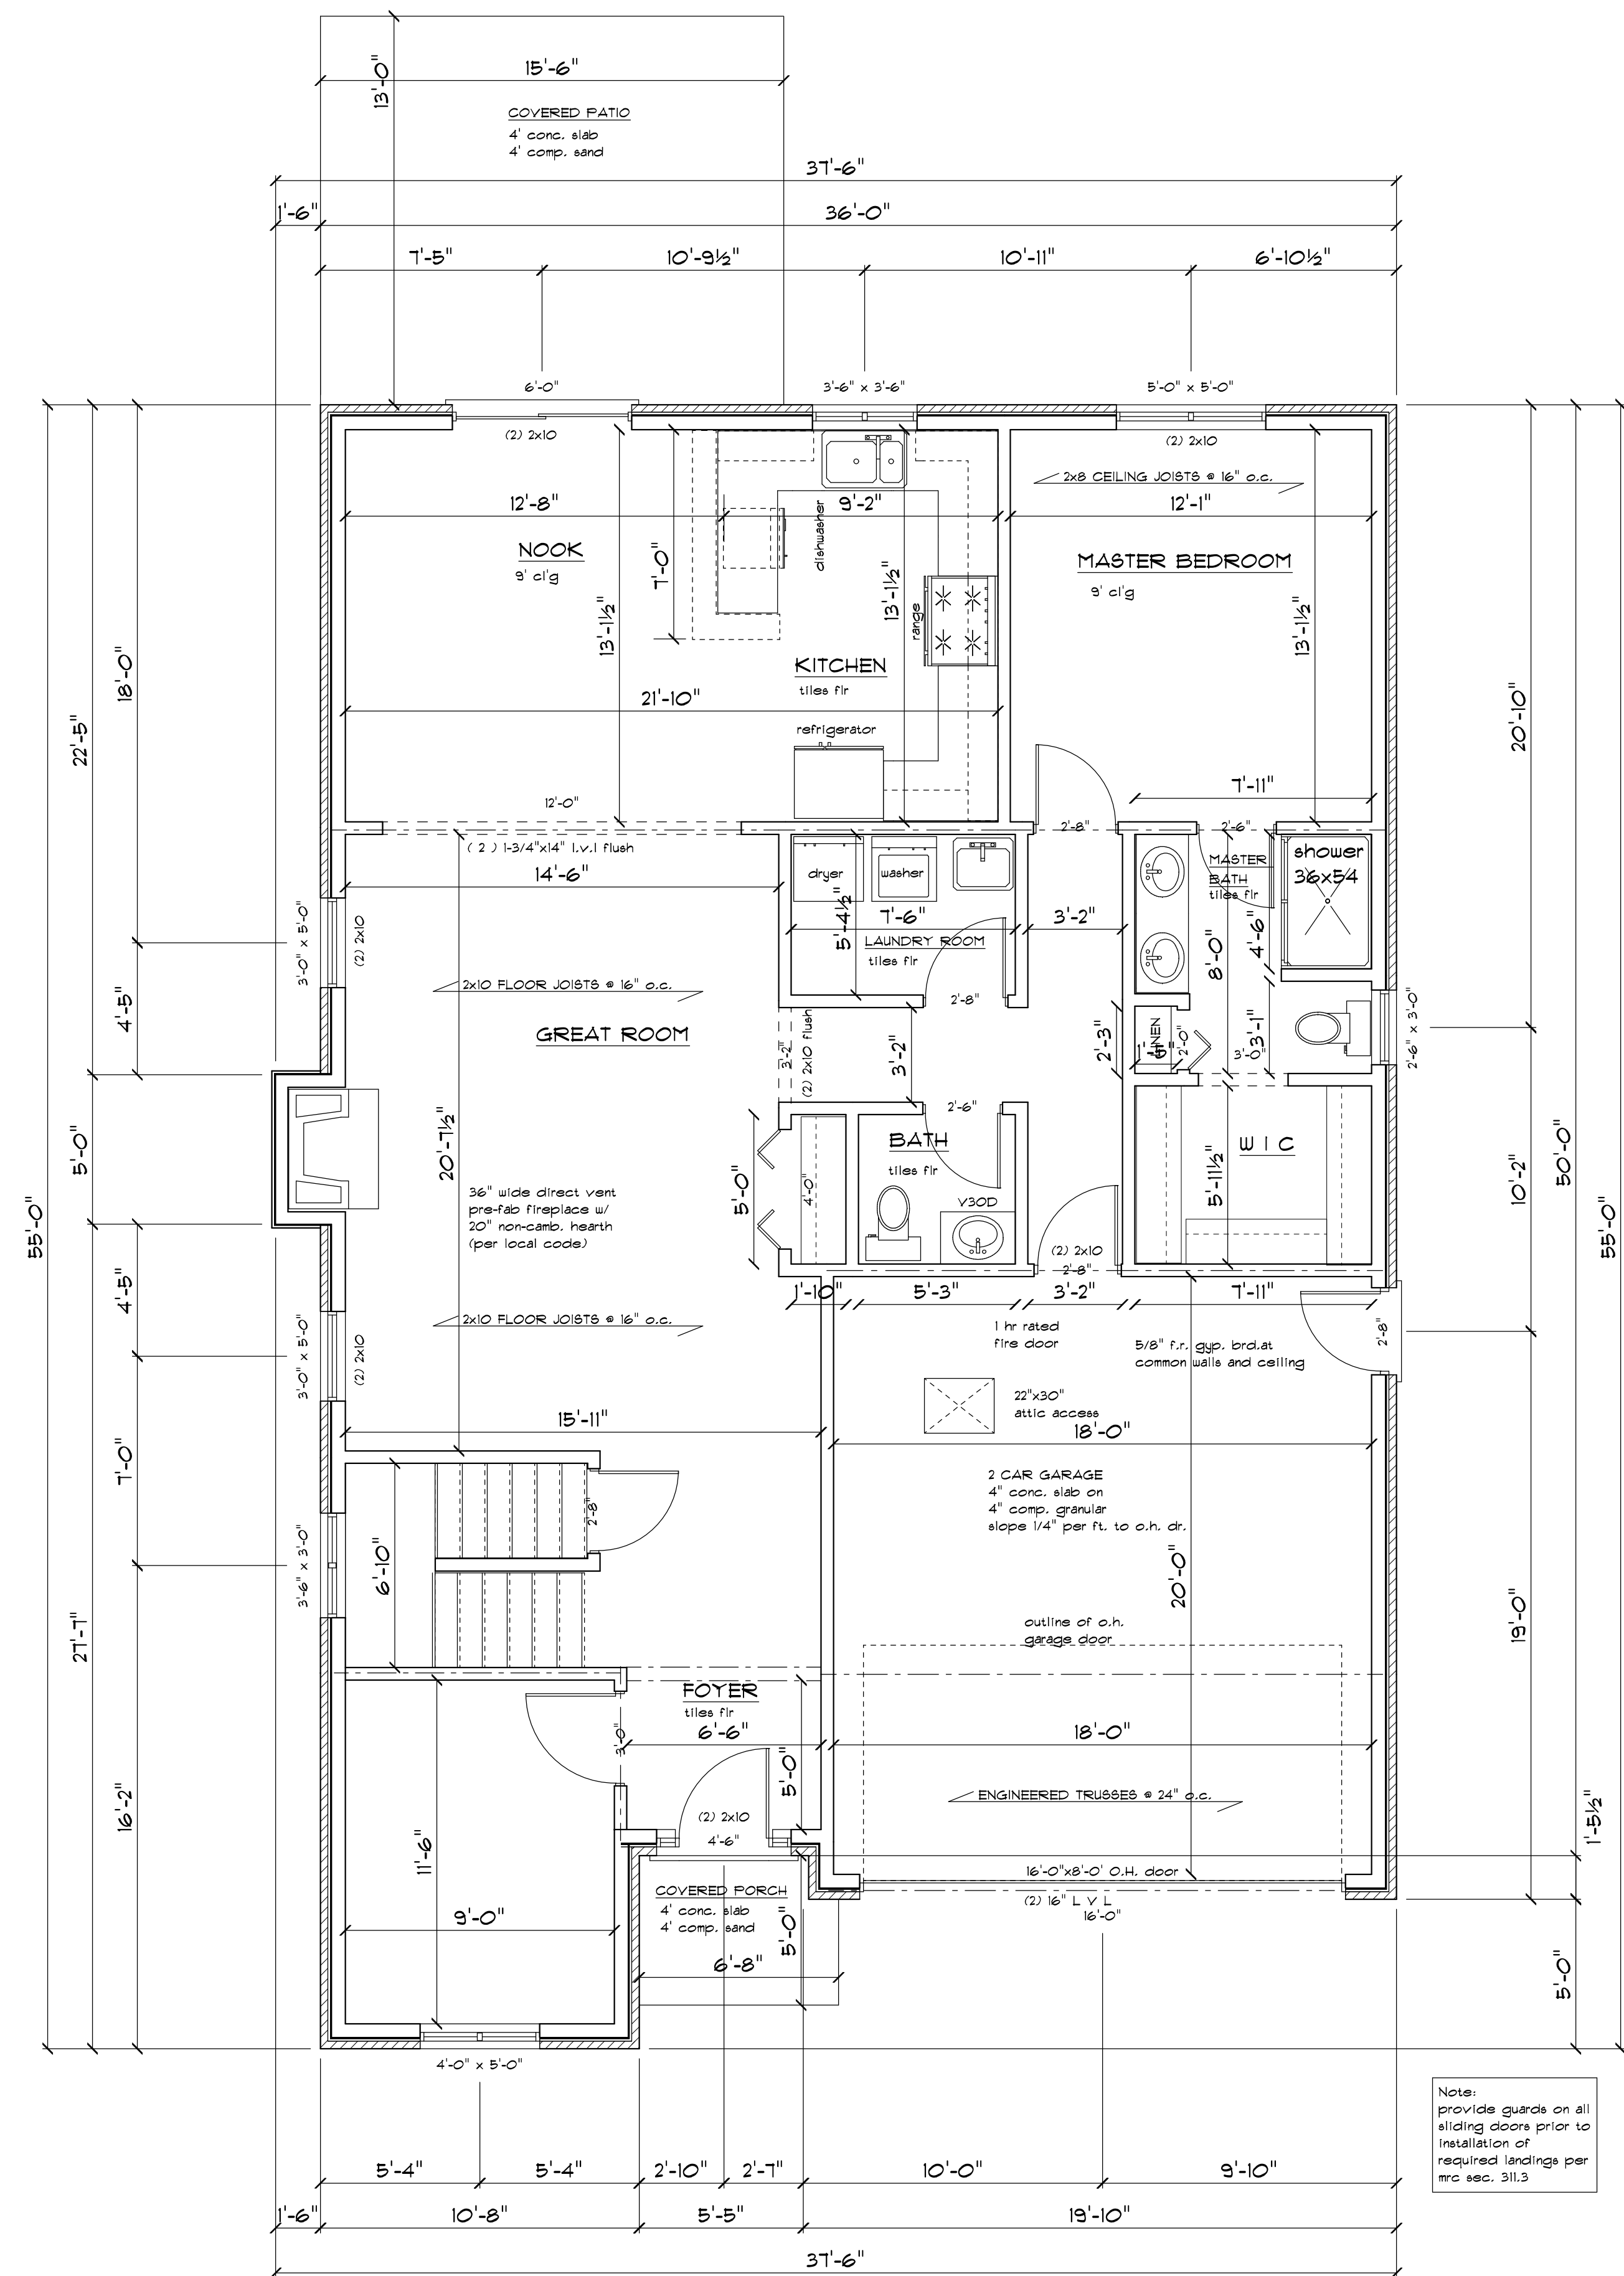 13'-0"
15'-6"
COVERED PATIO
4' conc. slab
4' comp. sand
37'-6"
1'-6"
36'-0"
7'-5"
10'-9½"
10'-11"
6'-10½"
6'-0"
3'-6" x 3'-6"
5'-0" x 5'-0"
(2) 2x10
(2) 2x10
2x8 CEILING JOISTS @ 16" o.c.
12'-8"
9'-2"
12'-1"
dishwasher
NOOK
9' cl'g
7'-0"
13'-1½"
13'-1½"
range
MASTER BEDROOM
9' cl'g
13'-1½"
KITCHEN
tiles flr
21'-10"
refrigerator
18'-0"
22'-5"
20'-10"
12'-0"
7'-11"
2'-8"
2'-6"
( 2 ) 1-3/4"x14" l.v.l flush
14'-6"
dryer
washer
5'-4½"
7'-6"
3'-2"
LAUNDRY ROOM
tiles flr
2'-8"
MASTER
BATH
tiles flr
shower
36x54
8'-0"
4'-6"
3'-0" x 5'-0"
(2) 2x10
4'-5"
2x10 FLOOR JOISTS @ 16" o.c.
GREAT ROOM
3'-2"
(2) 2x10 flush
3'-2"
2'-3"
LINEN
2'-0"
3'-0"
3'-1"
2'-6" x 3'-0"
2'-6"
BATH
tiles flr
V30D
W I C
5'-11½"
20'-7½"
5'-0"
4'-0"
5'-0"
55'-0"
36" wide direct vent
pre-fab fireplace w/
20" non-camb. hearth
(per local code)
10'-2"
50'-0"
55'-0"
(2) 2x10
2'-8"
1'-10"
5'-3"
3'-2"
7'-11"
4'-5"
2x10 FLOOR JOISTS @ 16" o.c.
1 hr rated
fire door
5/8" f.r. gyp. brd.at
common walls and ceiling
2'-8"
3'-0" x 5'-0"
(2) 2x10
22"x30"
attic access
15'-11"
18'-0"
7'-0"
2 CAR GARAGE
4" conc. slab on
4" comp. granular
slope 1/4" per ft. to o.h. dr.
2'-8"
6'-10"
3'-6" x 3'-0"
20'-0"
27'-7"
19'-0"
outline of o.h.
garage door
FOYER
tiles flr
6'-6"
3'-0"
18'-0"
5'-0"
ENGINEERED TRUSSES @ 24" o.c.
16'-2"
11'-6"
(2) 2x10
4'-6"
1'-5½"
16'-0"x8'-0' O.H. door
(2) 16" L V L
16'-0"
COVERED PORCH
4' conc. slab
4' comp. sand
9'-0"
5'-0"
6'-8"
5'-0"
4'-0" x 5'-0"
Note:
provide guards on all
sliding doors prior to
installation of
required landings per
mrc sec. 311.3
5'-4"
5'-4"
2'-10"
2'-7"
10'-0"
9'-10"
1'-6"
10'-8"
5'-5"
19'-10"
37'-6"